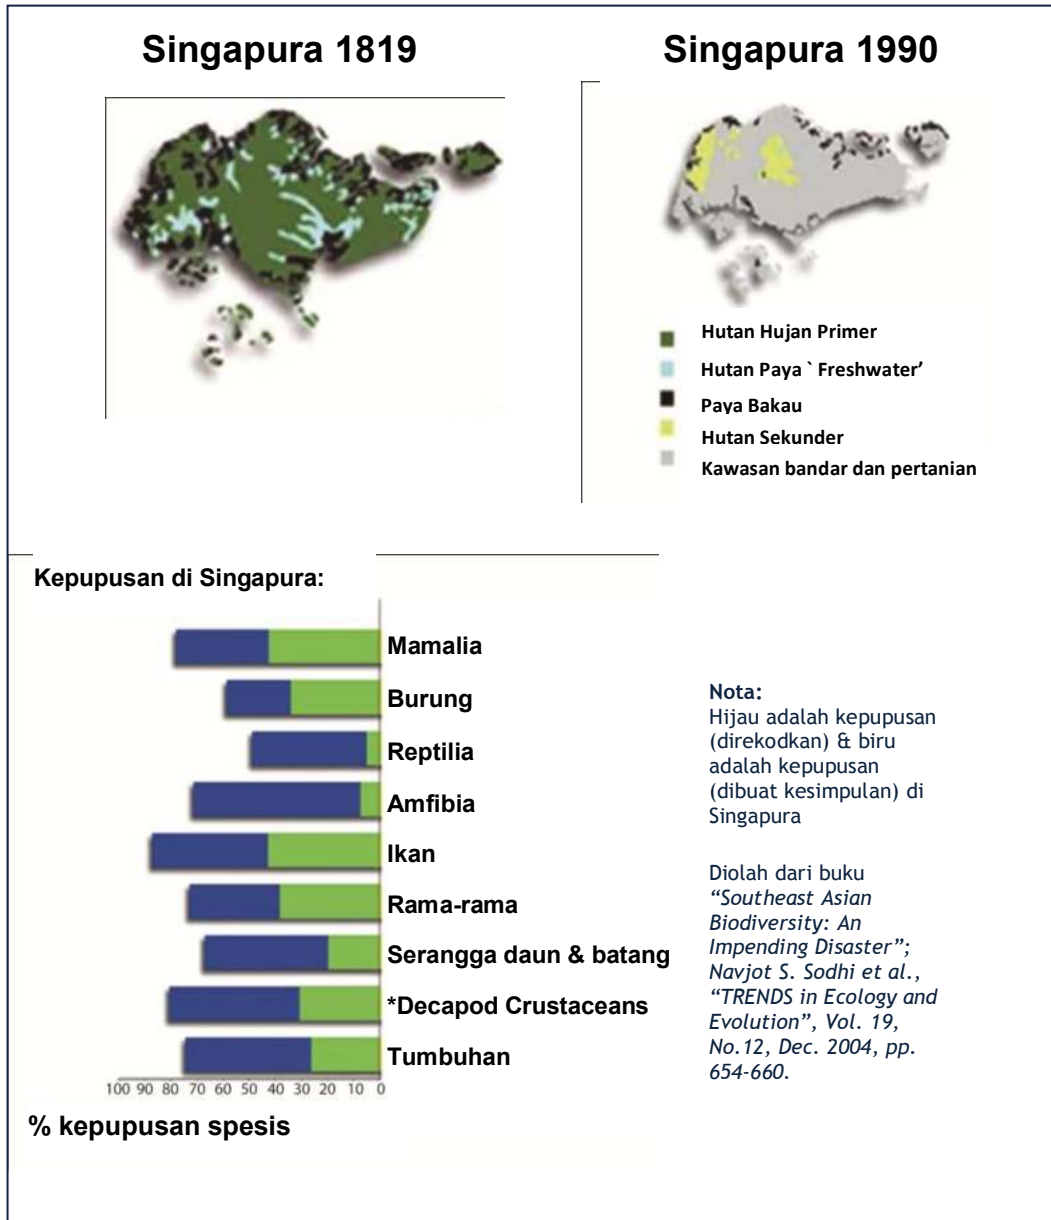 Singapura 1819
Singapura 1990
Hutan Hujan Primer
Hutan Paya ` Freshwater’
Paya Bakau
Hutan Sekunder
Kawasan bandar dan pertanian
Kepupusan di Singapura:
Mamalia
Burung
Reptilia
Amfibia
Ikan
Rama-rama
Serangga daun & batang
*Decapod Crustaceans
Tumbuhan
100 90 80 70 60 50 40 30 20 10 0
% kepupusan spesis
Nota:
Hijau adalah kepupusan
(direkodkan) & biru
adalah kepupusan
(dibuat kesimpulan) di
Singapura
Diolah dari buku
“Southeast Asian
Biodiversity: An
Impending Disaster”;
Navjot S. Sodhi et al.,
“TRENDS in Ecology and
Evolution”, Vol. 19,
No.12, Dec. 2004, pp.
654-660.